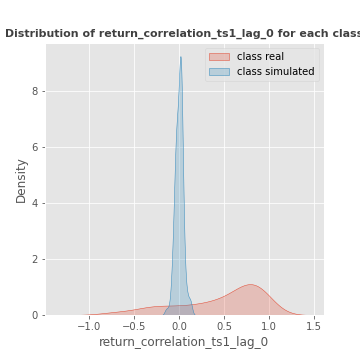 Distribution of return_correlation_ts1_lag_0 for each class
class real
class simulated
Density
8
6
4
2
0
−1.0 −0.5 0.0 0.5 1.0 1.5
return_correlation_ts1_lag_0